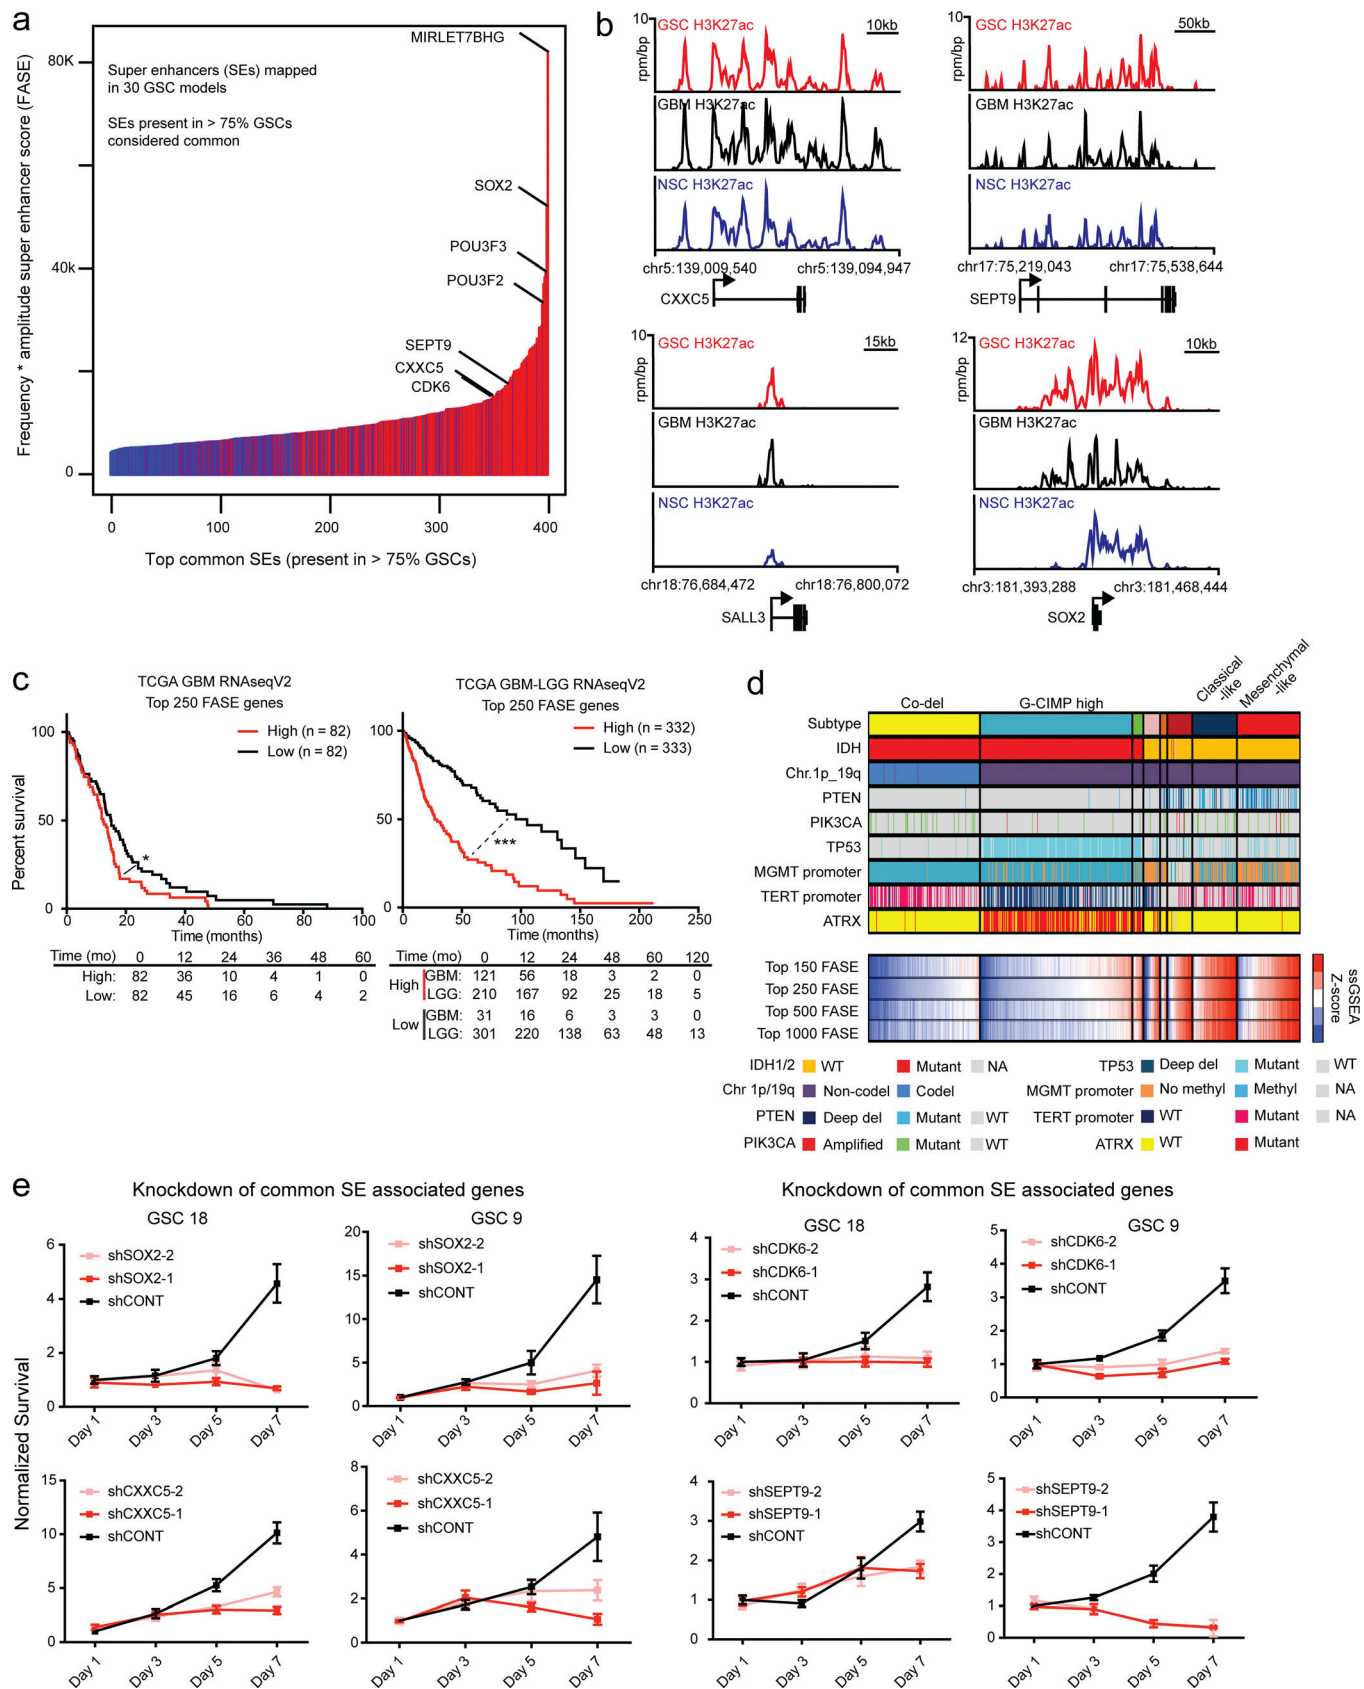 a
Frequency * amplitude super enhancer score (FASE)
80K
40k
0
Super enhancers (SEs) mapped
in 30 GSC models
SEs present in > 75% GSCs
considered common
MIRLET7BHG
SOX2
POU3F3
POU3F2
SEPT9
CXXC5
CDK6
0 100 200 300 400
Top common SEs (present in > 75% GSCs)
b
10
rpm/bp
GSC H3K27ac
10kb
GBM H3K27ac
NSC H3K27ac
chr5:139,009,540 chr5:139,094,947
CXXC5
10
rpm/bp
GSC H3K27ac
50kb
GBM H3K27ac
NSC H3K27ac
chr17:75,219,043 chr17:75,538,644
SEPT9
10
rpm/bp
GSC H3K27ac
15kb
GBM H3K27ac
NSC H3K27ac
chr18:76,684,472 chr18:76,800,072
SALL3
12
rpm/bp
GSC H3K27ac
10kb
GBM H3K27ac
NSC H3K27ac
chr3:181,393,288 chr3:181,468,444
SOX2
c
TCGA GBM RNAseqV2
Top 250 FASE genes
High (n = 82)
Low (n = 82)
Percent survival
100
50
0
*
0 20 40 60 80 100
Time (months)
Time (mo) 0 12 24 36 48 60
High: 82 36 10 4 1 0
Low: 82 45 16 6 4 2
TCGA GBM-LGG RNAseqV2
Top 250 FASE genes
High (n = 332)
Low (n = 333)
100
50
0
***
0 50 100 150 200 250
Time (months)
Time (mo) 0 12 24 48 60 120
High
GBM: 121 56 18 3 2 0
LGG: 210 167 92 25 18 5
Low
GBM: 31 16 6 3 3 0
LGG: 301 220 138 63 48 13
d
Co-del G-CIMP high Classical-like Mesenchymal-like
Subtype
IDH
Chr.1p_19q
PTEN
PIK3CA
TP53
MGMT promoter
TERT promoter
ATRX
Top 150 FASE
Top 250 FASE
Top 500 FASE
Top 1000 FASE
ssGSEA
Z-score
IDH1/2 WT Mutant NA
TP53 Deep del Mutant WT
Chr 1p/19q Non-codel Codel
MGMT promoter No methyl Methyl NA
PTEN Deep del Mutant WT
TERT promoter WT Mutant NA
PIK3CA Amplified Mutant WT
ATRX WT Mutant
e
Knockdown of common SE associated genes
Knockdown of common SE associated genes
Normalized Survival
GSC 18
6
4
2
0
shSOX2-2
shSOX2-1
shCONT
Day 1 Day 3 Day 5 Day 7
GSC 9
20
15
10
5
0
shSOX2-2
shSOX2-1
shCONT
Day 1 Day 3 Day 5 Day 7
GSC 18
4
3
2
1
0
shCDK6-2
shCDK6-1
shCONT
Day 1 Day 3 Day 5 Day 7
GSC 9
5
4
3
2
1
0
shCDK6-2
shCDK6-1
shCONT
Day 1 Day 3 Day 5 Day 7
15
10
5
0
shCXXC5-2
shCXXC5-1
shCONT
Day 1 Day 3 Day 5 Day 7
8
6
4
2
0
shCXXC5-2
shCXXC5-1
shCONT
Day 1 Day 3 Day 5 Day 7
4
3
2
1
0
shSEPT9-2
shSEPT9-1
shCONT
Day 1 Day 3 Day 5 Day 7
5
4
3
2
1
0
shSEPT9-2
shSEPT9-1
shCONT
Day 1 Day 3 Day 5 Day 7